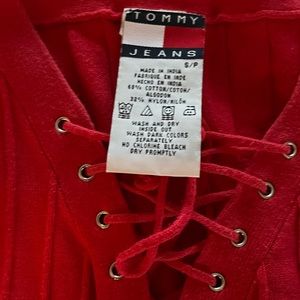 TOMMY
JEANS
S/P
MADE IN INDIA
FABRIQUE EN INDE
HECHO EN INDIA
68% COTTON/COTON/
ALGODON
32% NYLON/NILÓN
WASH AND DRY
INSIDE OUT
WASH DARK COLORS
SEPARATELY
NO CHLORINE BLEACH
DRY PROMPTLY